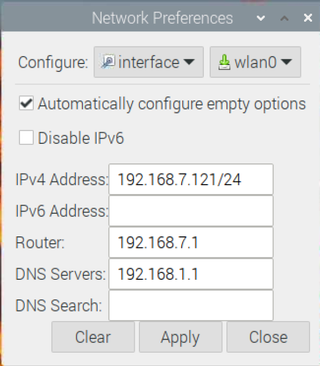 Network Preferences
Configure: interface wlan0
Automatically configure empty options
Disable IPv6
IPv4 Address: 192.168.7.121/24
IPv6 Address:
Router: 192.168.7.1
DNS Servers: 192.168.1.1
DNS Search:
Clear Apply Close